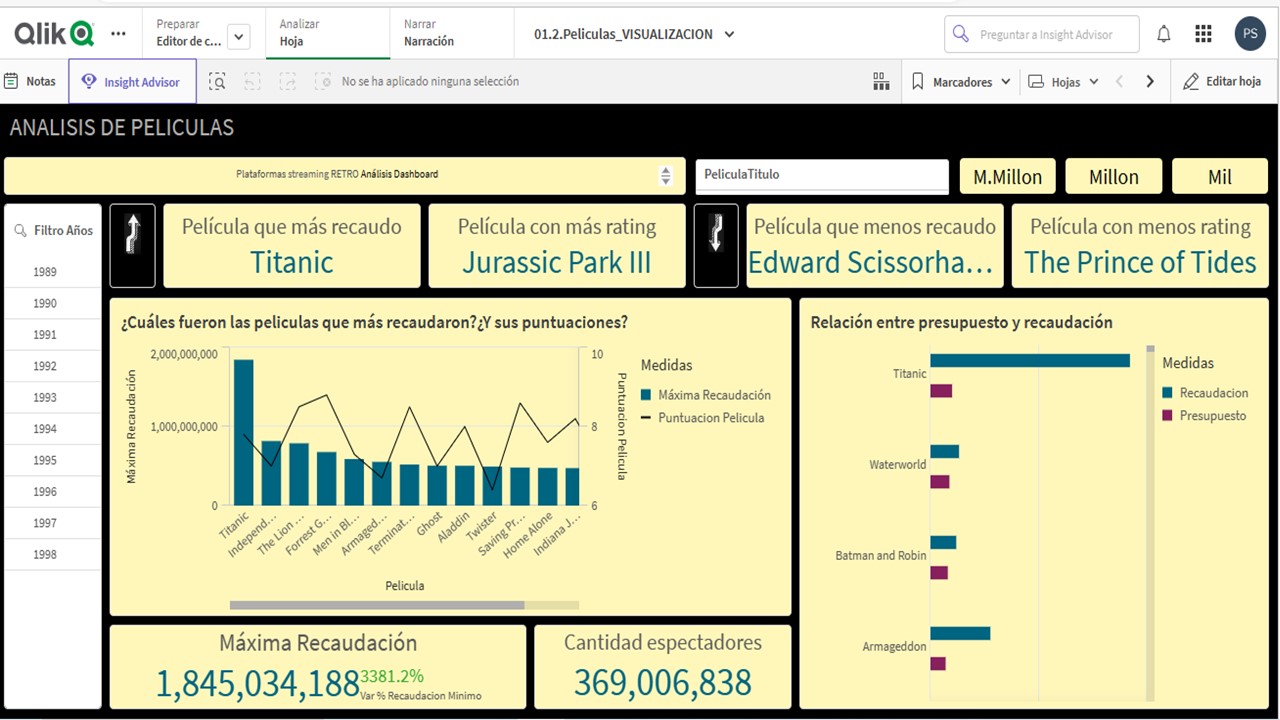 Qlik
Preparar
Editor de c...
Analizar
Hoja
Narrar
Narración
01.2.Peliculas_VISUALIZACION
Preguntar a Insight Advisor
PS
Notas
Insight Advisor
No se ha aplicado ninguna selección
Marcadores
Hojas
Editar hoja
ANALISIS DE PELICULAS
Plataformas streaming RETRO Análisis Dashboard
PeliculaTitulo
M.Millon
Millon
Mil
Filtro Años
1989
1990
1991
1992
1993
1994
1995
1996
1997
1998
Película que más recaudo
Titanic
Película con más rating
Jurassic Park III
Película que menos recaudo
Edward Scissorha...
Película con menos rating
The Prince of Tides
¿Cuáles fueron las peliculas que más recaudaron?¿Y sus puntuaciones?
Máxima Recaudación
2,000,000,000
1,000,000,000
0
10
8
6
Puntuacion Pelicula
Titanic
Independ...
The Lion ...
Forrest G...
Men in Bl...
Armaged...
Terminat...
Ghost
Aladdin
Twister
Saving Pr...
Home Alone
Indiana J...
Pelicula
Medidas
Máxima Recaudación
Puntuacion Pelicula
Relación entre presupuesto y recaudación
Titanic
Waterworld
Batman and Robin
Armageddon
Medidas
Recaudacion
Presupuesto
Máxima Recaudación
1,845,034,188
3381.2%
Var % Recaudacion Minimo
Cantidad espectadores
369,006,838